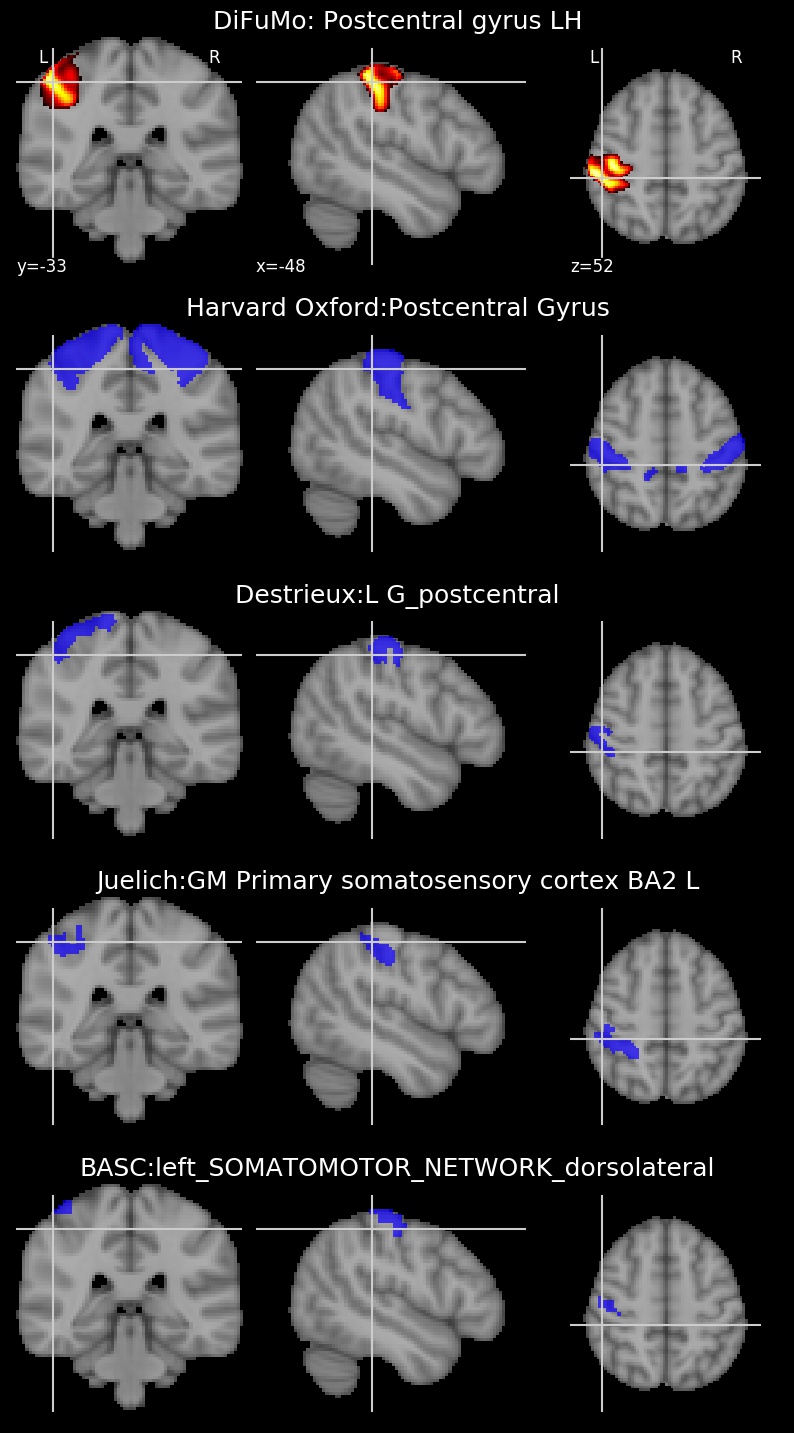 DiFuMo: Postcentral gyrus LH
L R L R
y=-33 x=-48 z=52
Harvard Oxford:Postcentral Gyrus
Destrieux:L G_postcentral
Juelich:GM Primary somatosensory cortex BA2 L
BASC:left_SOMATOMOTOR_NETWORK_dorsolateral